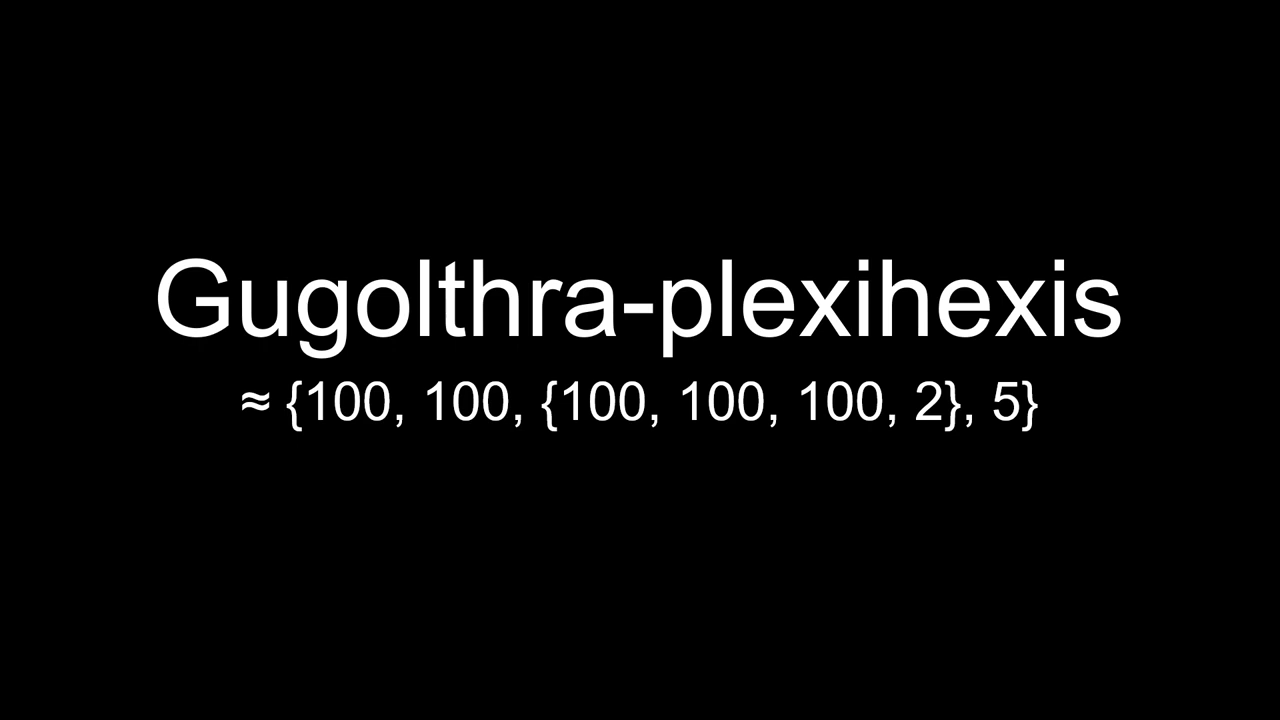 Gugolthra-plexihexis
≈ {100, 100, {100, 100, 100, 2}, 5}